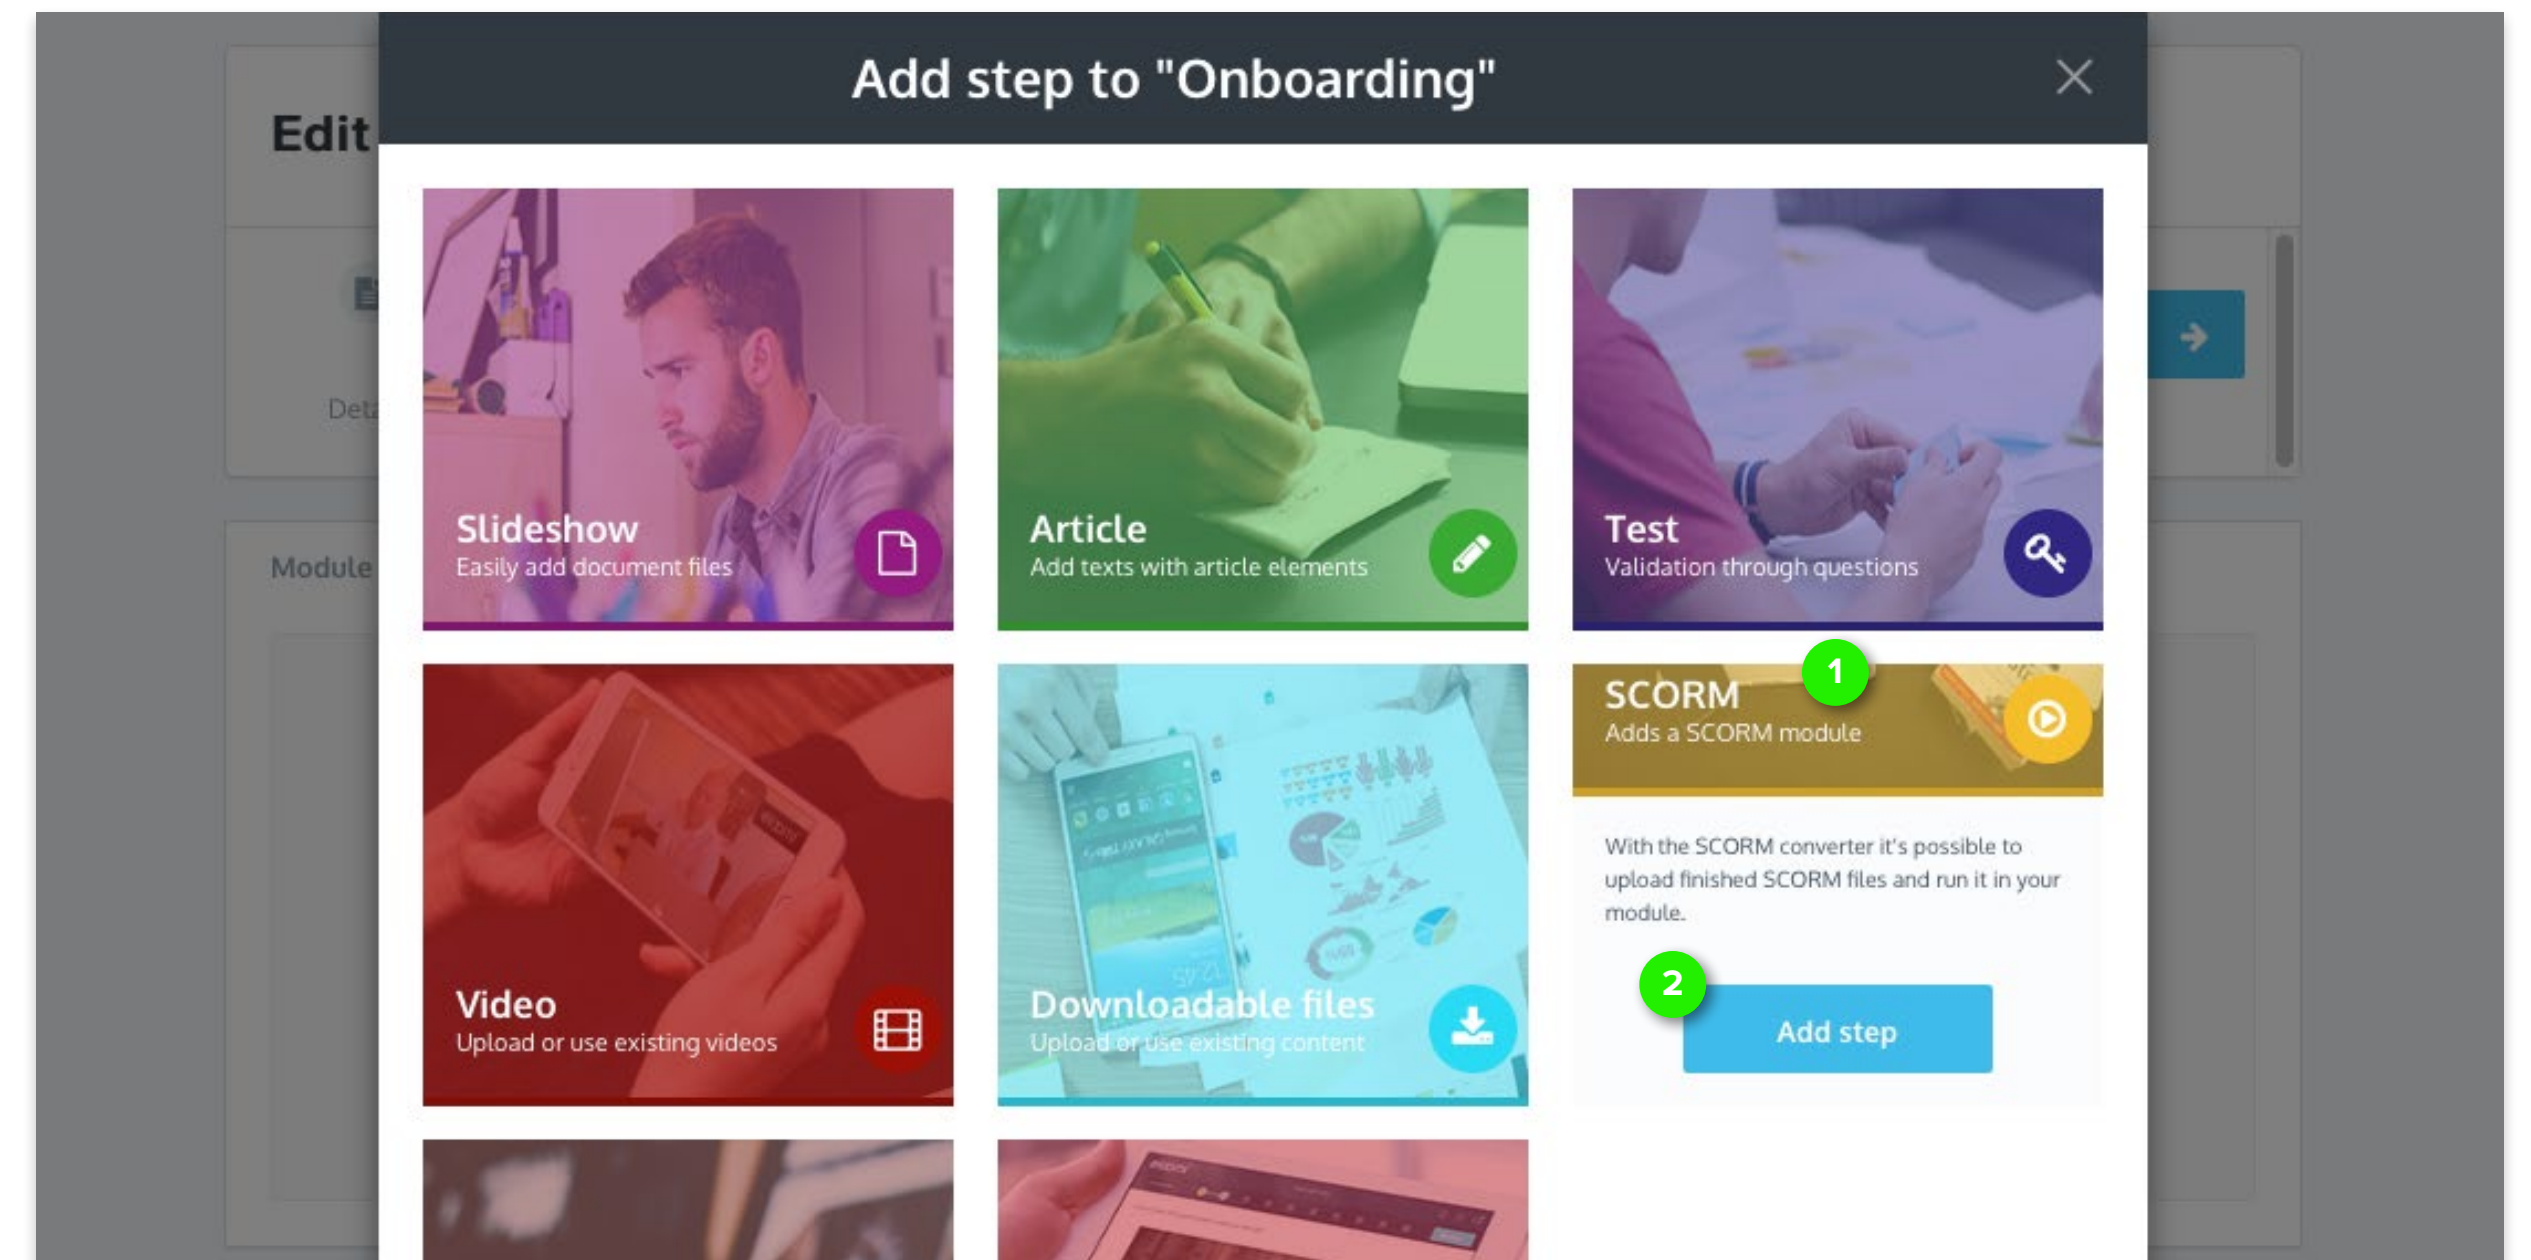 Add step to "Onboarding"
Edit
Deta
Module
Slideshow
Easily add document files
Article
Add texts with article elements
Test
Validation through questions
1
SCORM
Adds a SCORM module
With the SCORM converter it's possible to
upload finished SCORM files and run it in your
module.
2
Add step
Video
Upload or use existing videos
Downloadable files
Upload or use existing content